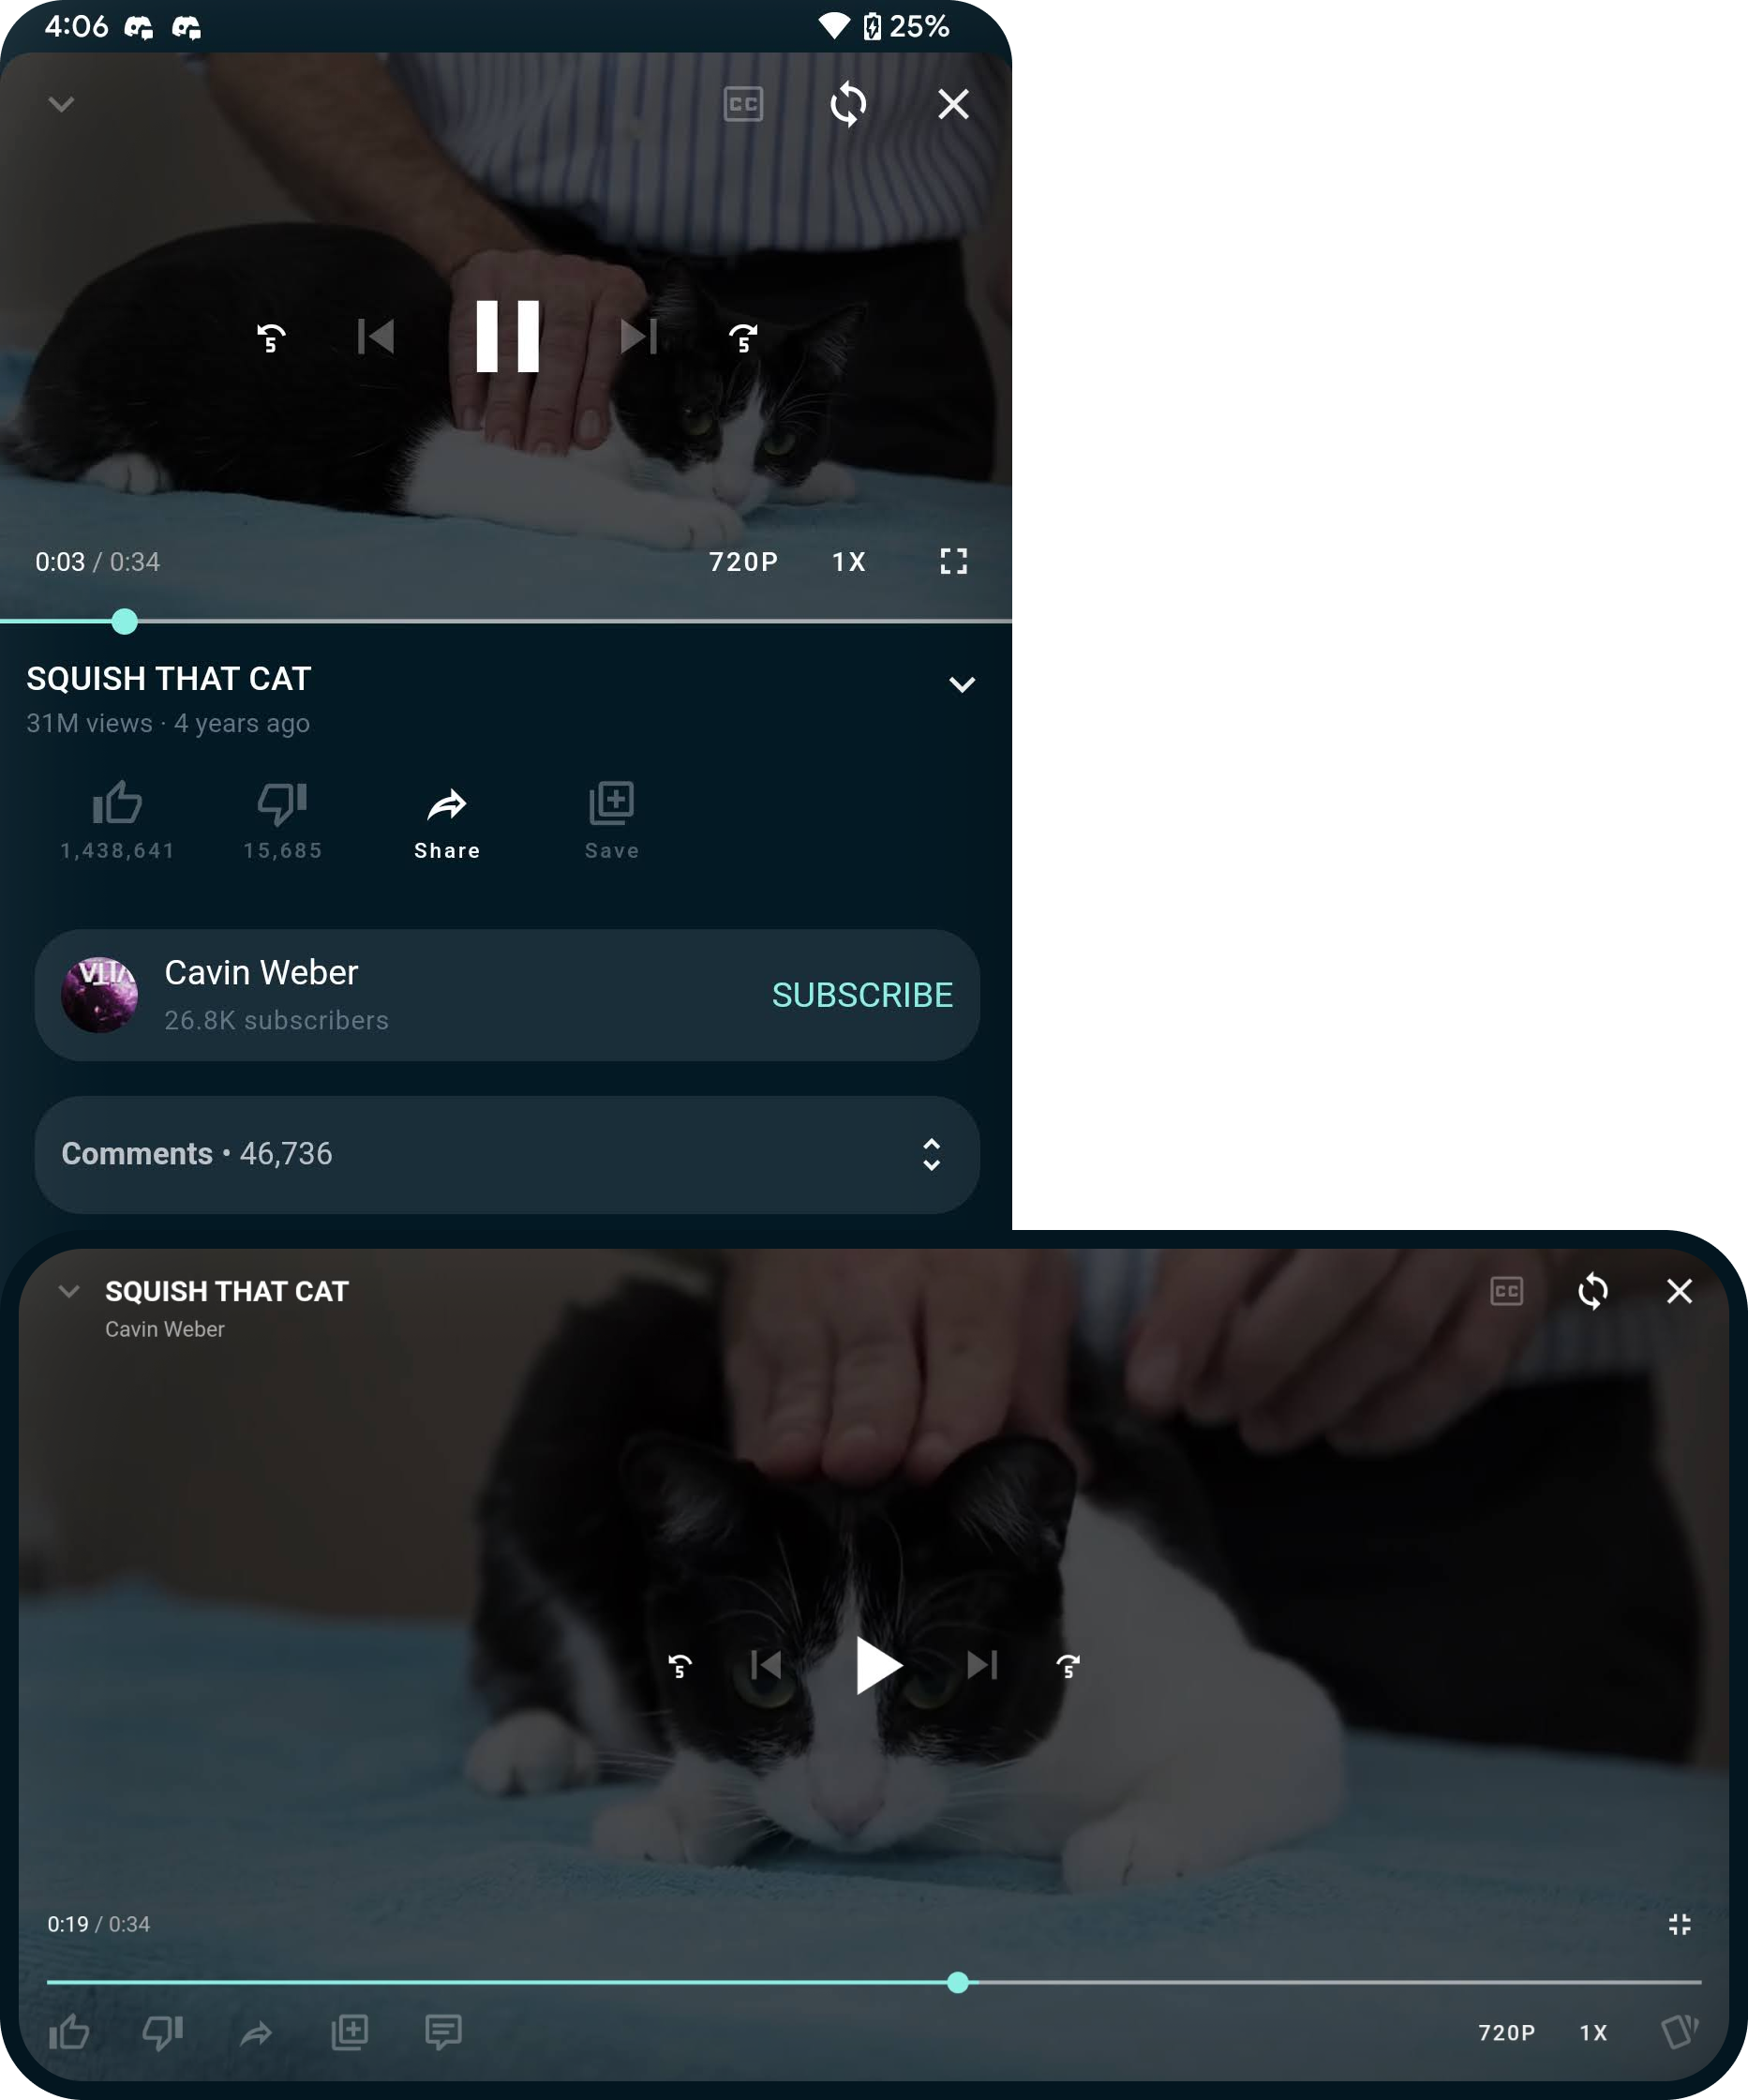 4:06 25%
CC
5 5
0:03 / 0:34 720P 1X
SQUISH THAT CAT
31M views · 4 years ago
1,438,641 15,685 Share Save
VITA
Cavin Weber
26.8K subscribers
SUBSCRIBE
Comments • 46,736
SQUISH THAT CAT
Cavin Weber
CC
5 5
0:19 / 0:34
720P 1X